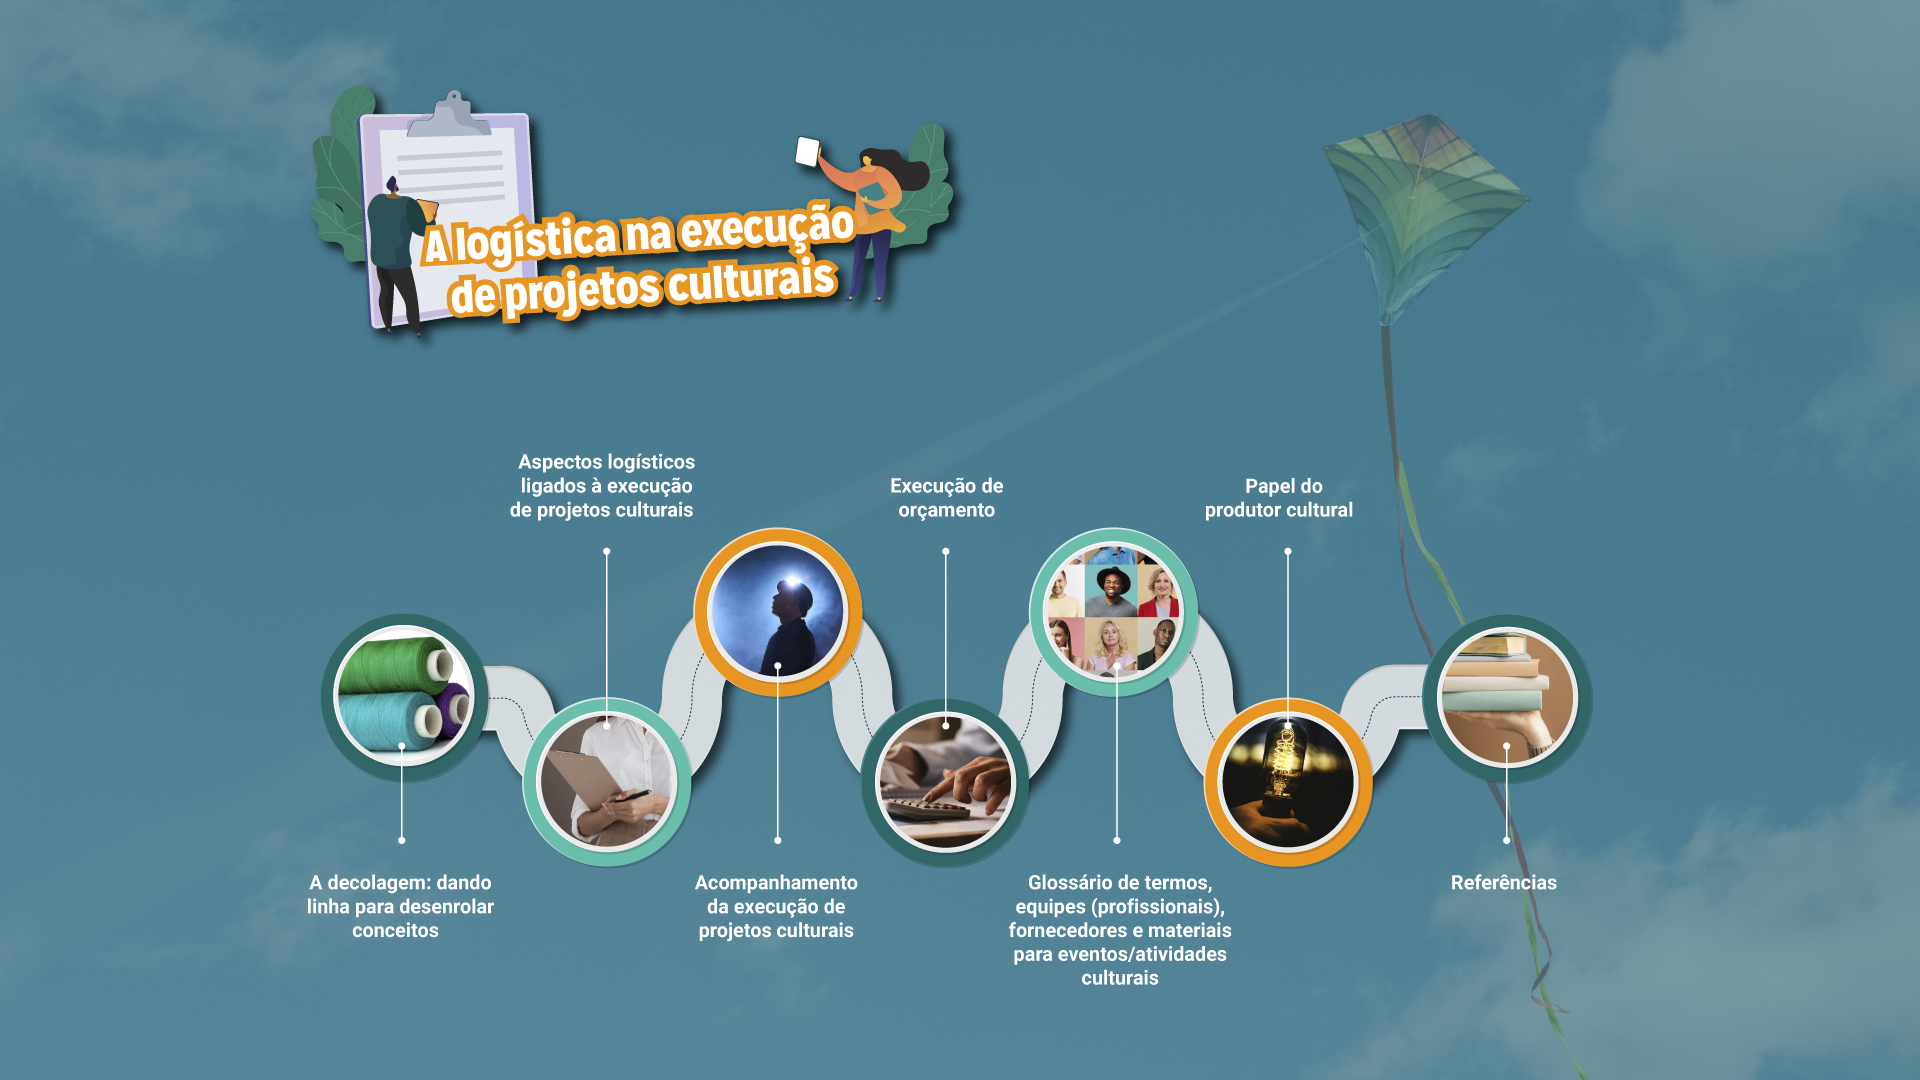 A logística na execução
de projetos culturais
A decolagem: dando
linha para desenrolar
conceitos
Aspectos logísticos
ligados à execução
de projetos culturais
Acompanhamento
da execução de
projetos culturais
Execução de
orçamento
Glossário de termos,
equipes (profissionais),
fornecedores e materiais
para eventos/atividades
culturais
Papel do
produtor cultural
Referências